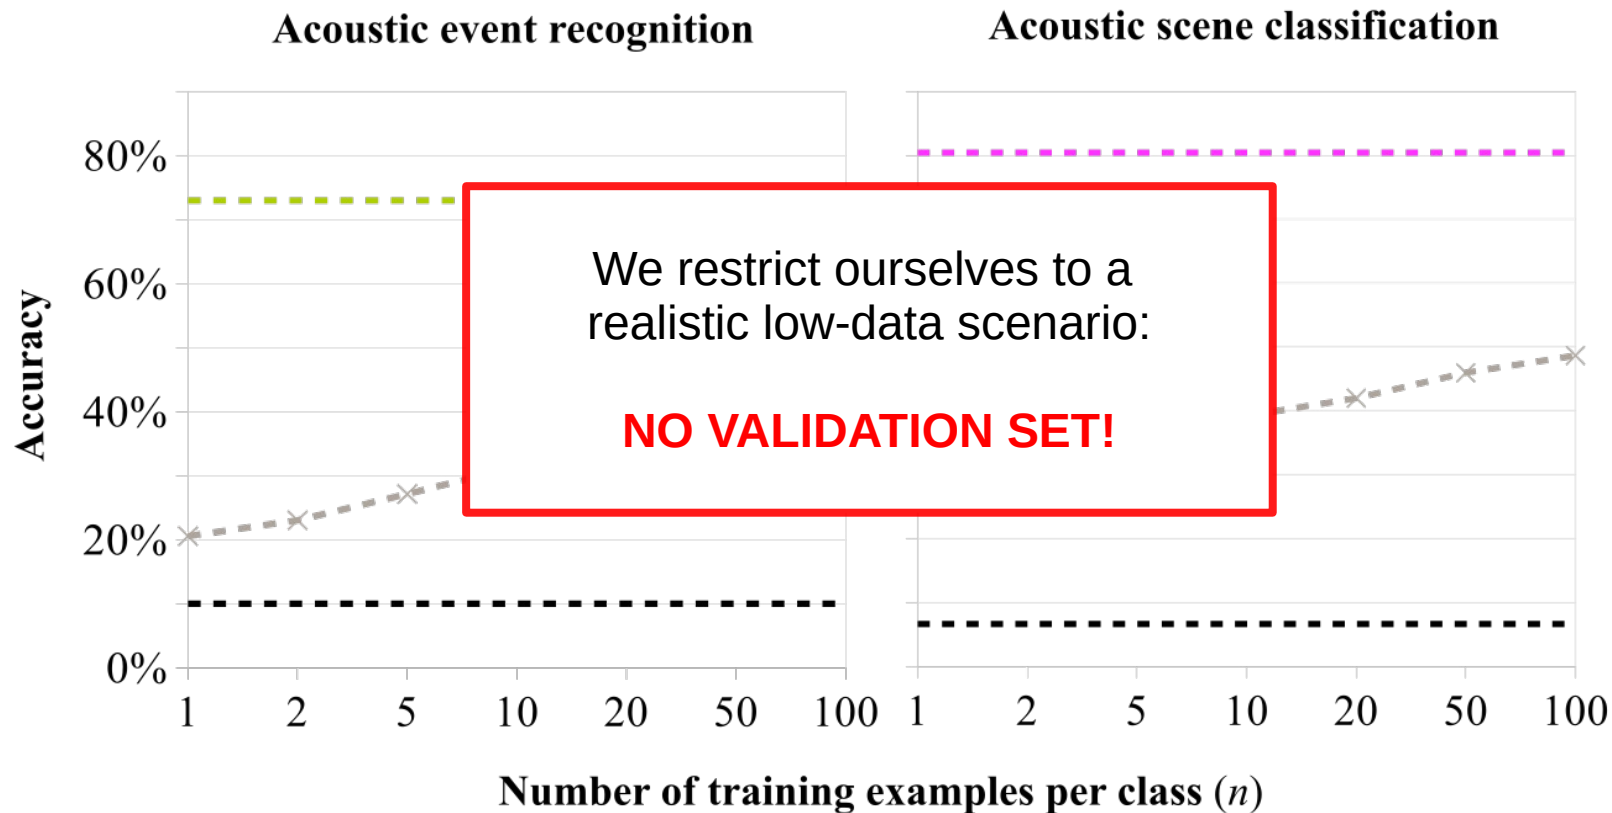 Acoustic event recognition
Acoustic scene classification
80%
60%
40%
20%
0%
Accuracy
We restrict ourselves to a
realistic low-data scenario:
NO VALIDATION SET!
1 2 5 10 20 50 100
1 2 5 10 20 50 100
Number of training examples per class (n)